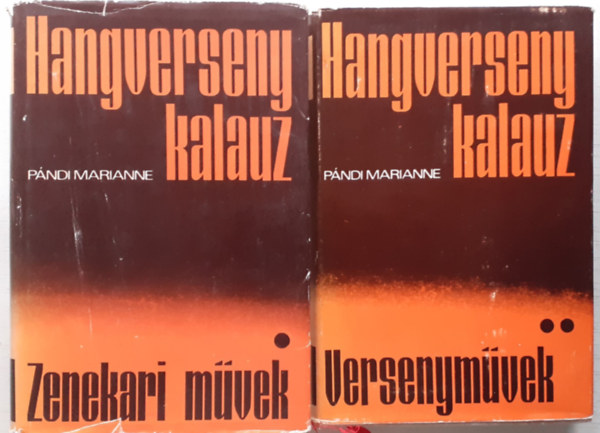 Hangverseny
kalauz
PÁNDI MARIANNE
Zenekari művek
Hangverseny
kalauz
PÁNDI MARIANNE
Versenyművek